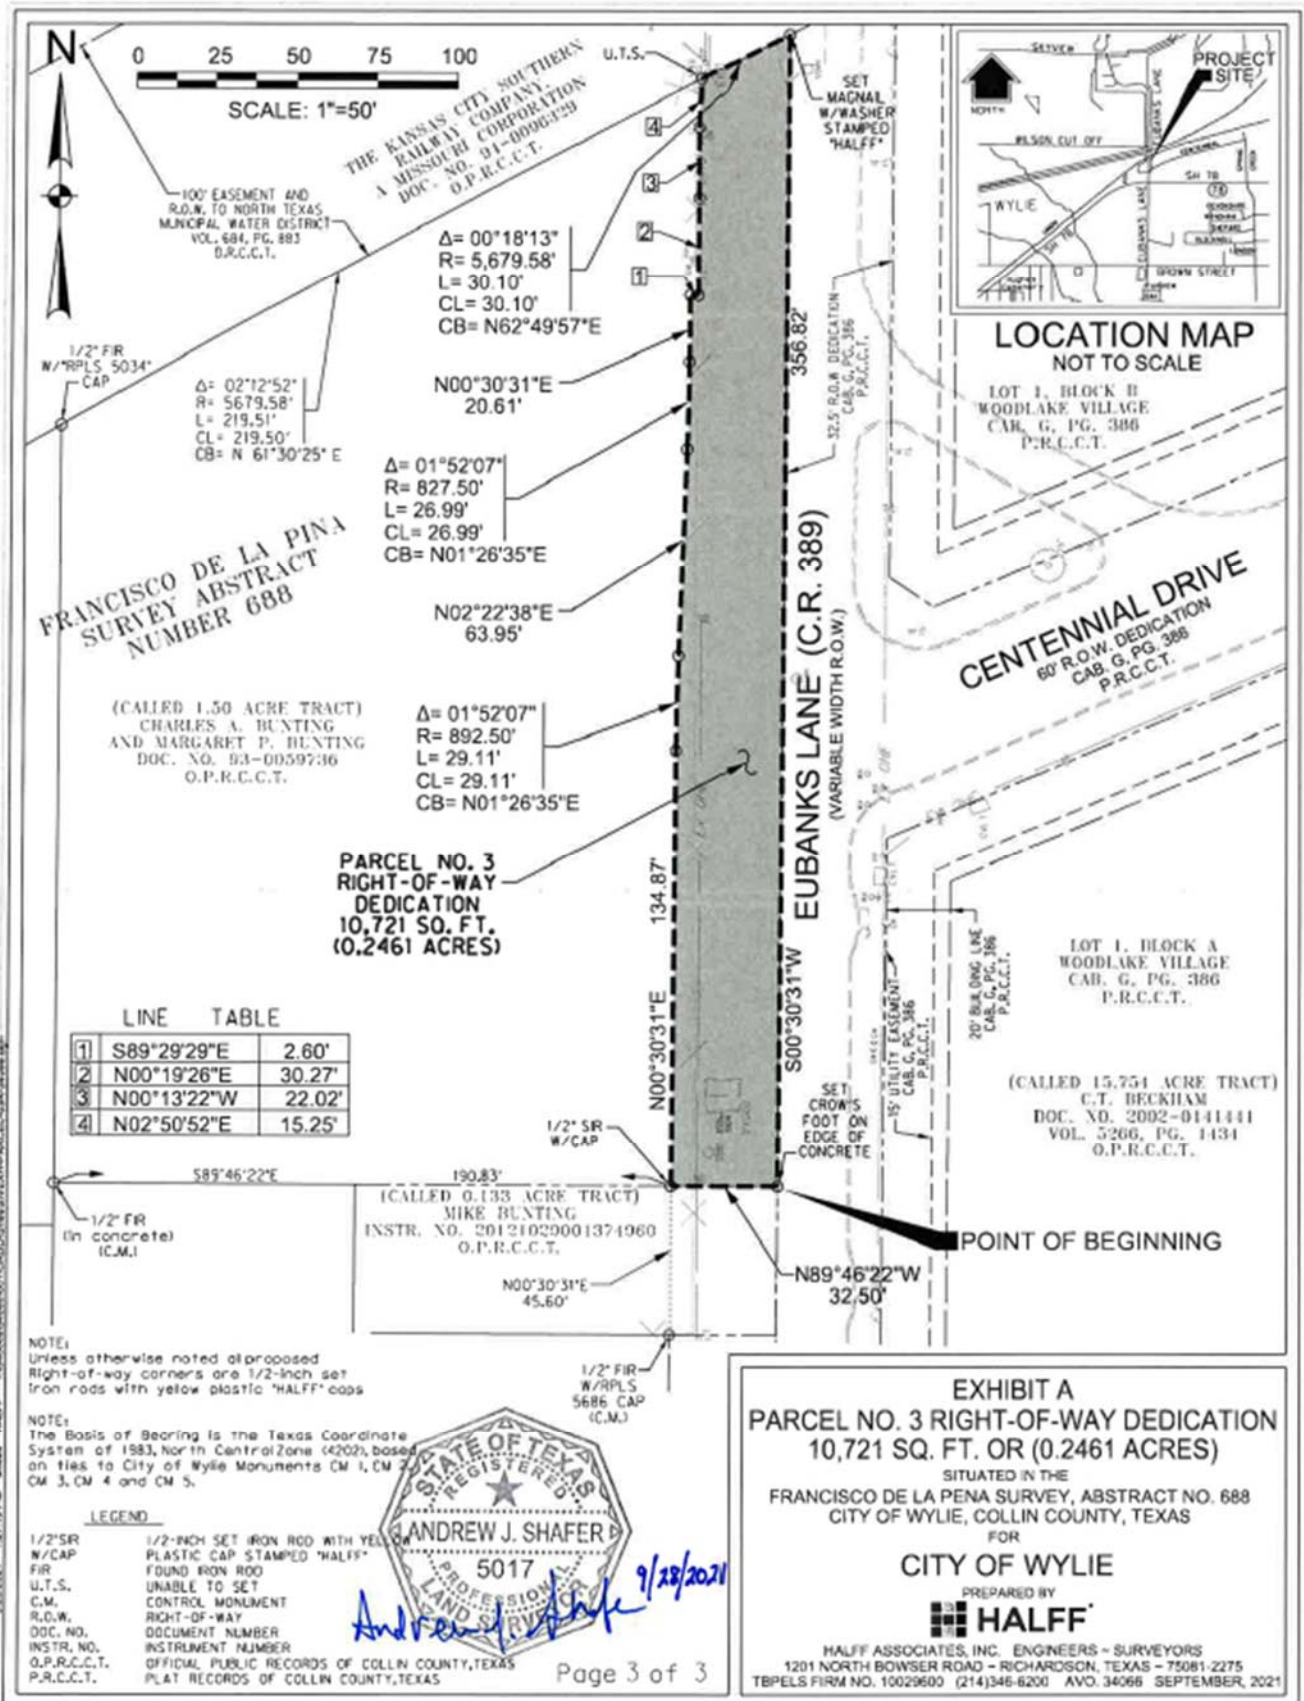 N
0 25 50 75 100
SCALE: 1"=50'
THE KANSAS CITY SOUTHERN
RAILWAY COMPANY,
A MISSOURI CORPORATION
DOC. NO. 91-0096329
O.P.R.C.C.T.
U.T.S.
SET
MAGNAIL
W/WASHER
STAMPED
"HALFF"
100' EASEMENT AND
R.O.W. TO NORTH TEXAS
MUNICIPAL WATER DISTRICT
VOL. 684, PG. 883
D.R.C.C.T.
4
3
2
1
Δ= 00°18'13"
R= 5,679.58'
L= 30.10'
CL= 30.10'
CB= N62°49'57"E
1/2" FIR
W/"RPLS 5034"
CAP
Δ= 02°12'52"
R= 5679.58'
L= 219.51'
CL= 219.50'
CB= N 61°30'25" E
N00°30'31"E
20.61'
Δ= 01°52'07"
R= 827.50'
L= 26.99'
CL= 26.99'
CB= N01°26'35"E
N02°22'38"E
63.95'
Δ= 01°52'07"
R= 892.50'
L= 29.11'
CL= 29.11'
CB= N01°26'35"E
FRANCISCO DE LA PINA
SURVEY ABSTRACT
NUMBER 688
(CALLED 1.50 ACRE TRACT)
CHARLES A. BUNTING
AND MARGARET P. BUNTING
DOC. NO. 93-0059736
O.P.R.C.C.T.
PARCEL NO. 3
RIGHT-OF-WAY
DEDICATION
10,721 SQ. FT.
(0.2461 ACRES)
N00°30'31"E 134.87'
S00°30'31"W 356.82'
EUBANKS LANE (C.R. 389)
(VARIABLE WIDTH R.O.W.)
32.5' R.O.W. DEDICATION
CAB. G, PG. 386
P.R.C.C.T.
PROJECT
SITE
NORTH
WILSON CUT OFF
EUBANKS LANE
CENTENNIAL
SH 78
78
WYLIE
SH 78
EUBANKS LANE
BROWN STREET
LOCATION MAP
NOT TO SCALE
LOT 1, BLOCK B
WOODLAKE VILLAGE
CAB. G, PG. 386
P.R.C.C.T.
CENTENNIAL DRIVE
60' R.O.W. DEDICATION
CAB. G, PG. 386
P.R.C.C.T.
LOT 1, BLOCK A
WOODLAKE VILLAGE
CAB. G, PG. 386
P.R.C.C.T.
20' BUILDING LINE
CAB. G, PG. 386
P.R.C.C.T.
15' UTILITY EASEMENT
CAB. G, PG. 386
P.R.C.C.T.
(CALLED 15.754 ACRE TRACT)
C.T. BECKHAM
DOC. NO. 2002-0141441
VOL. 5266, PG. 1434
O.P.R.C.C.T.
LINE TABLE
1 S89°29'29"E 2.60'
2 N00°19'26"E 30.27'
3 N00°13'22"W 22.02'
4 N02°50'52"E 15.25'
1/2" SIR
W/CAP
SET
CROW'S
FOOT ON
EDGE OF
CONCRETE
S89°46'22"E 190.83'
1/2" FIR
(in concrete)
(C.M.)
(CALLED 0.133 ACRE TRACT)
MIKE BUNTING
INSTR. NO. 20121029001374960
O.P.R.C.C.T.
N00°30'31"E
45.60'
POINT OF BEGINNING
N89°46'22"W
32.50'
1/2" FIR
W/RPLS
5686 CAP
(C.M.)
NOTE:
Unless otherwise noted all proposed
Right-of-way corners are 1/2-inch set
iron rods with yellow plastic "HALFF" caps
NOTE:
The Basis of Bearing is the Texas Coordinate
System of 1983, North Central Zone (4202), based
on ties to City of Wylie Monuments CM 1, CM 2,
CM 3, CM 4 and CM 5.
LEGEND
1/2"SIR 1/2-INCH SET IRON ROD WITH YELLOW
W/CAP PLASTIC CAP STAMPED "HALFF"
FIR FOUND IRON ROD
U.T.S. UNABLE TO SET
C.M. CONTROL MONUMENT
R.O.W. RIGHT-OF-WAY
DOC. NO. DOCUMENT NUMBER
INSTR. NO. INSTRUMENT NUMBER
O.P.R.C.C.T. OFFICIAL PUBLIC RECORDS OF COLLIN COUNTY, TEXAS
P.R.C.C.T. PLAT RECORDS OF COLLIN COUNTY, TEXAS
STATE OF TEXAS
REGISTERED
ANDREW J. SHAFER
5017
PROFESSIONAL
LAND SURVEYOR
Andrew J. Shafer 9/28/2021
Page 3 of 3
EXHIBIT A
PARCEL NO. 3 RIGHT-OF-WAY DEDICATION
10,721 SQ. FT. OR (0.2461 ACRES)
SITUATED IN THE
FRANCISCO DE LA PENA SURVEY, ABSTRACT NO. 688
CITY OF WYLIE, COLLIN COUNTY, TEXAS
FOR
CITY OF WYLIE
PREPARED BY
HALFF
HALFF ASSOCIATES, INC. ENGINEERS ~ SURVEYORS
1201 NORTH BOWSER ROAD ~ RICHARDSON, TEXAS ~ 75081-2275
TBPELS FIRM NO. 10029600 (214)346-6200 AVO. 34066 SEPTEMBER, 2021